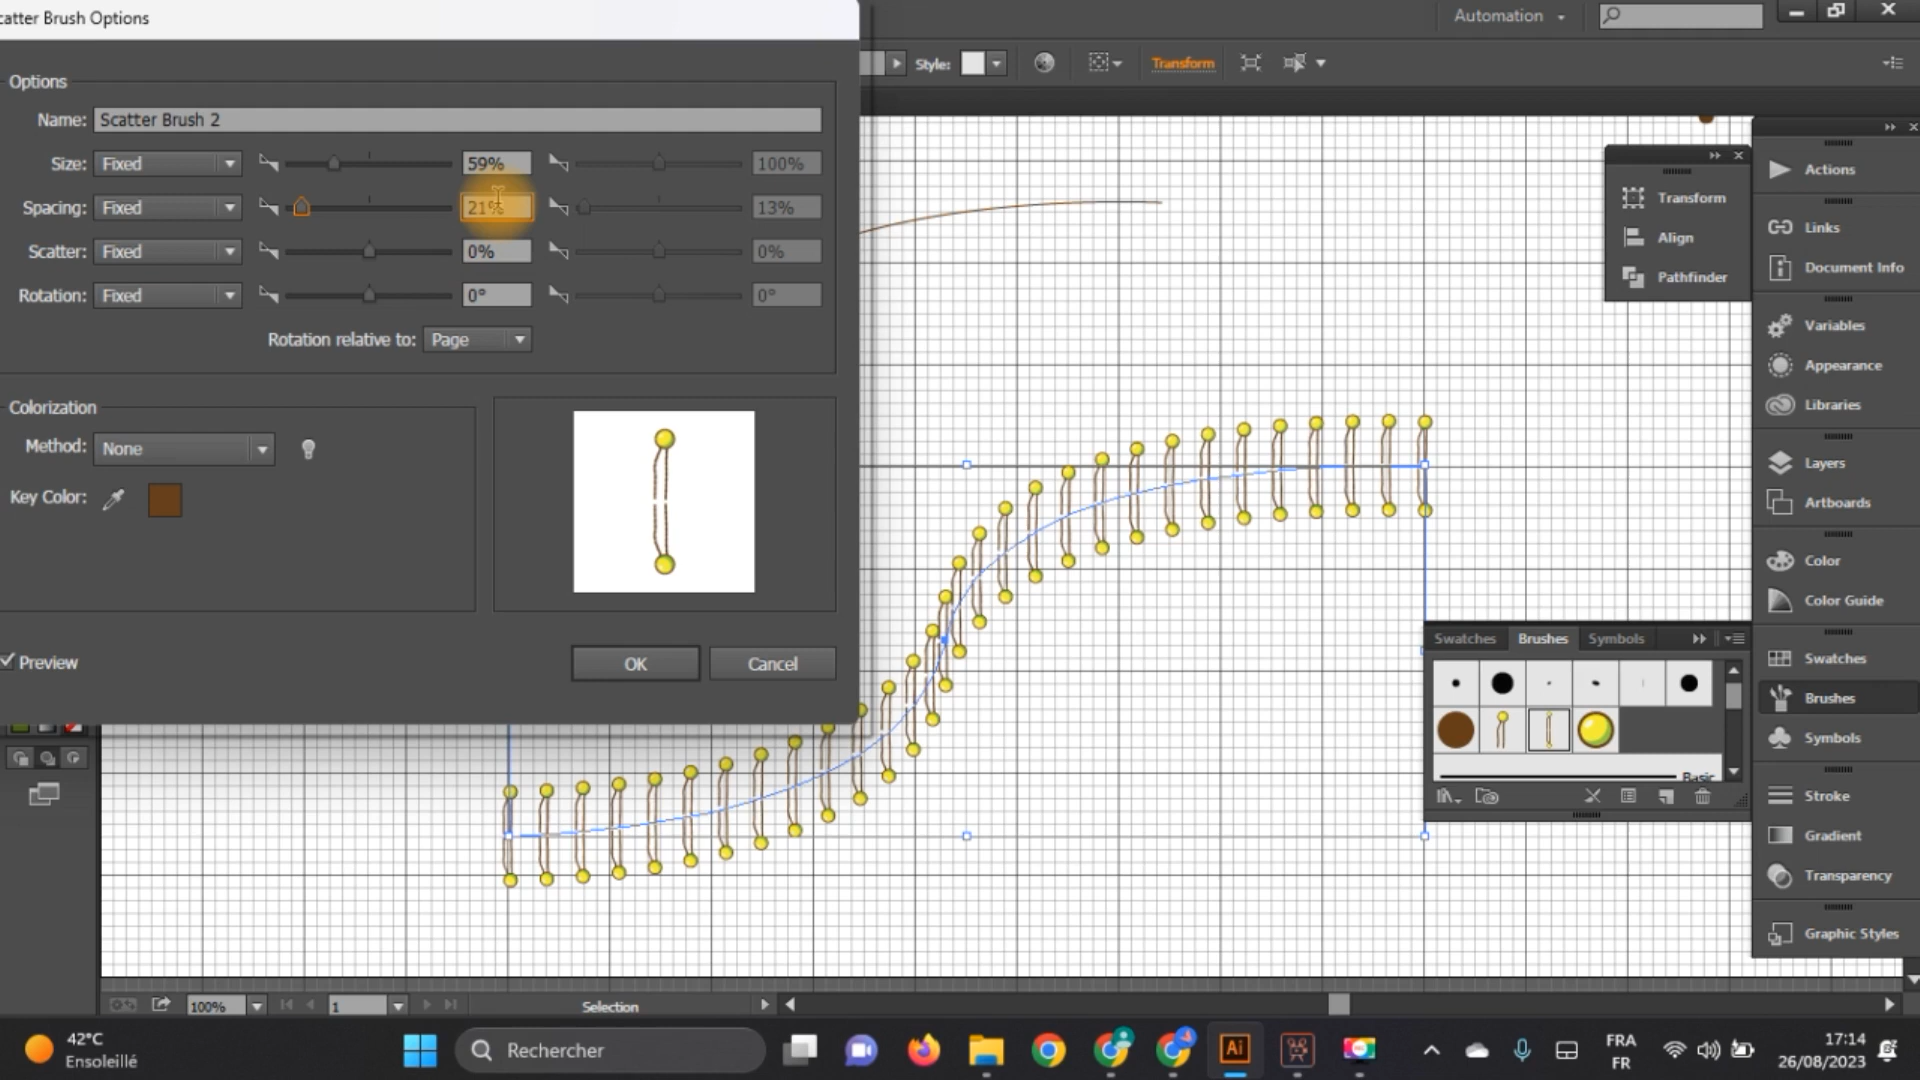 catter Brush Options
Automation
Style:
Transform
Options
Name: Scatter Brush 2
Size: Fixed 59% 100%
Spacing: Fixed 21% 13%
Scatter: Fixed 0% 0%
Rotation: Fixed 0° 0°
Rotation relative to: Page
Colorization
Method: None
Key Color:
Preview
OK
Cancel
Transform
Align
Pathfinder
Actions
Links
Document Info
Variables
Appearance
Libraries
Layers
Artboards
Color
Color Guide
Swatches
Brushes
Symbols
Stroke
Gradient
Transparency
Graphic Styles
Swatches Brushes Symbols
Basic
100% 1 Selection
42°C
Ensoleillé
Rechercher
Ai
FRA
FR
17:14
26/08/2023